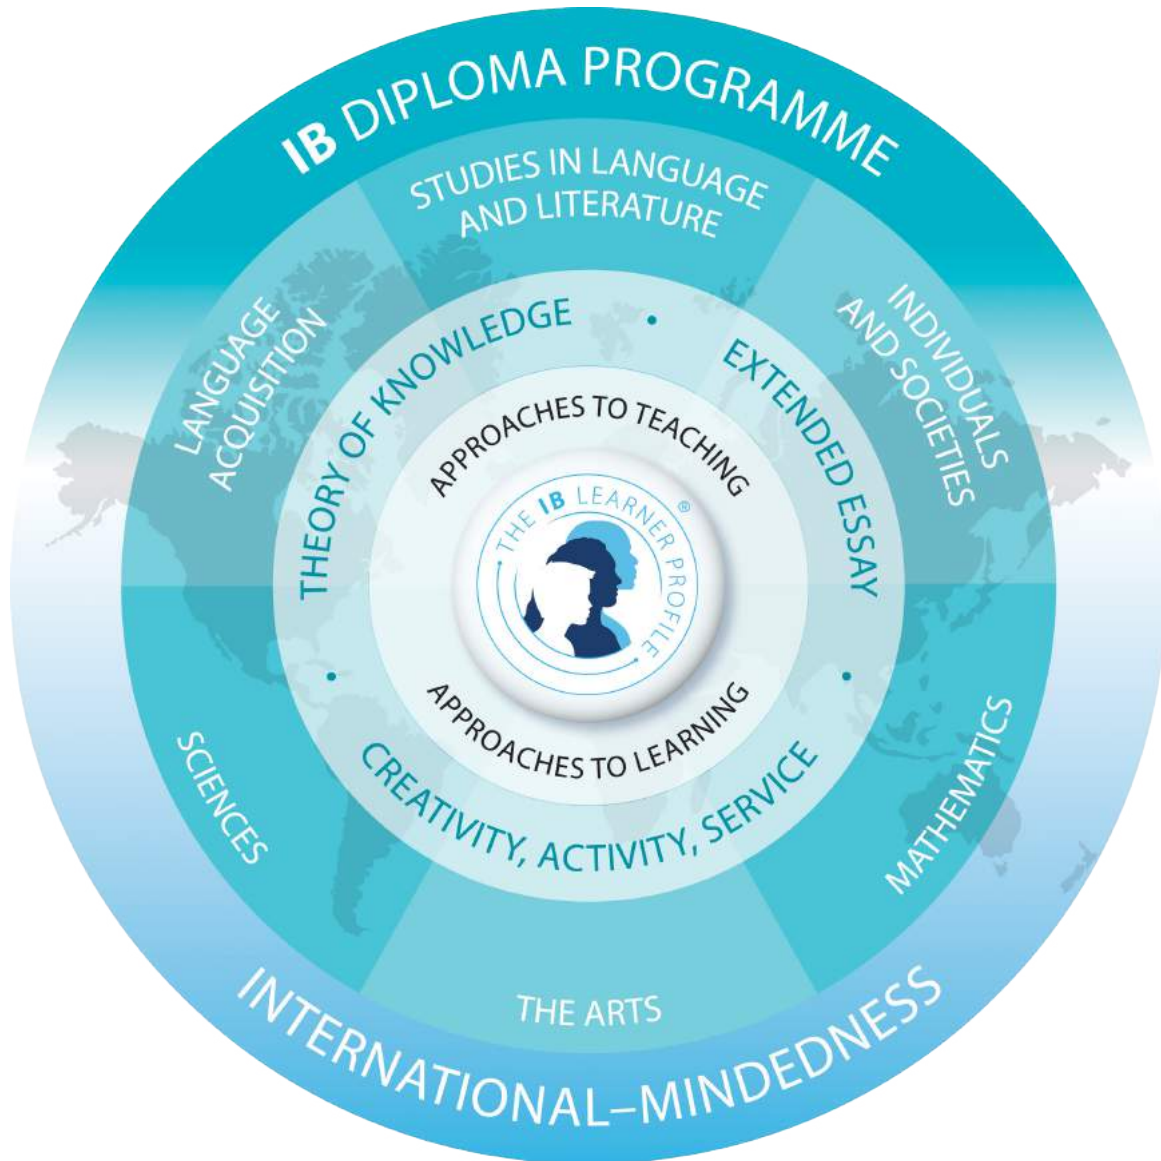 IB DIPLOMA PROGRAMME
STUDIES IN LANGUAGE
AND LITERATURE
LANGUAGE
ACQUISITION
INDIVIDUALS
AND SOCIETIES
THEORY OF KNOWLEDGE
•
EXTENDED ESSAY
•
CREATIVITY, ACTIVITY, SERVICE
•
APPROACHES TO TEACHING
THE IB LEARNER PROFILE
®
APPROACHES TO LEARNING
SCIENCES
MATHEMATICS
THE ARTS
INTERNATIONAL–MINDEDNESS